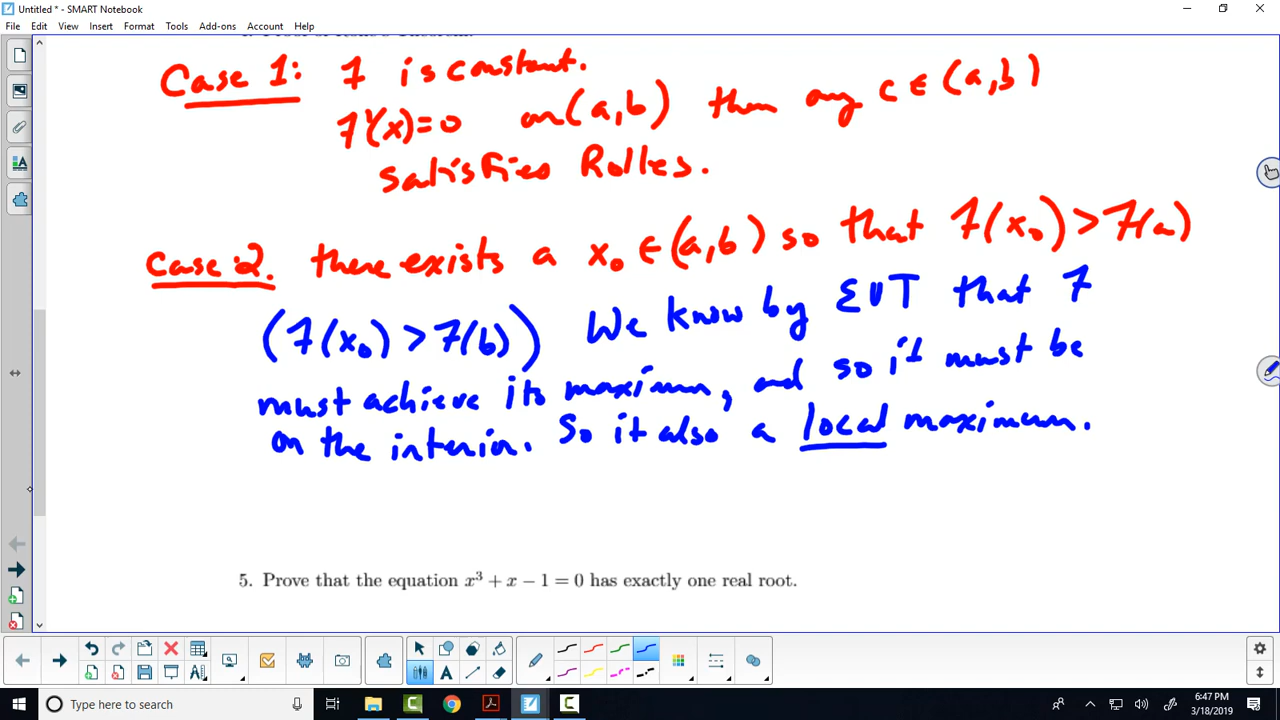 Untitled * - SMART Notebook
File Edit View Insert Format Tools Add-ons Account Help
Case 1: f is constant.
f'(x)=0 on (a,b) then any c ∈ (a,b)
satisfies Rolles.
Case 2. there exists a x₀ ∈ (a,b) so that f(x₀) > f(a)
(f(x₀) > f(b)) We know by EVT that f
must achieve its maximum, and so it must be
on the interior. So it also a local maximum.
5. Prove that the equation x³ + x − 1 = 0 has exactly one real root.
Type here to search
6:47 PM
3/18/2019